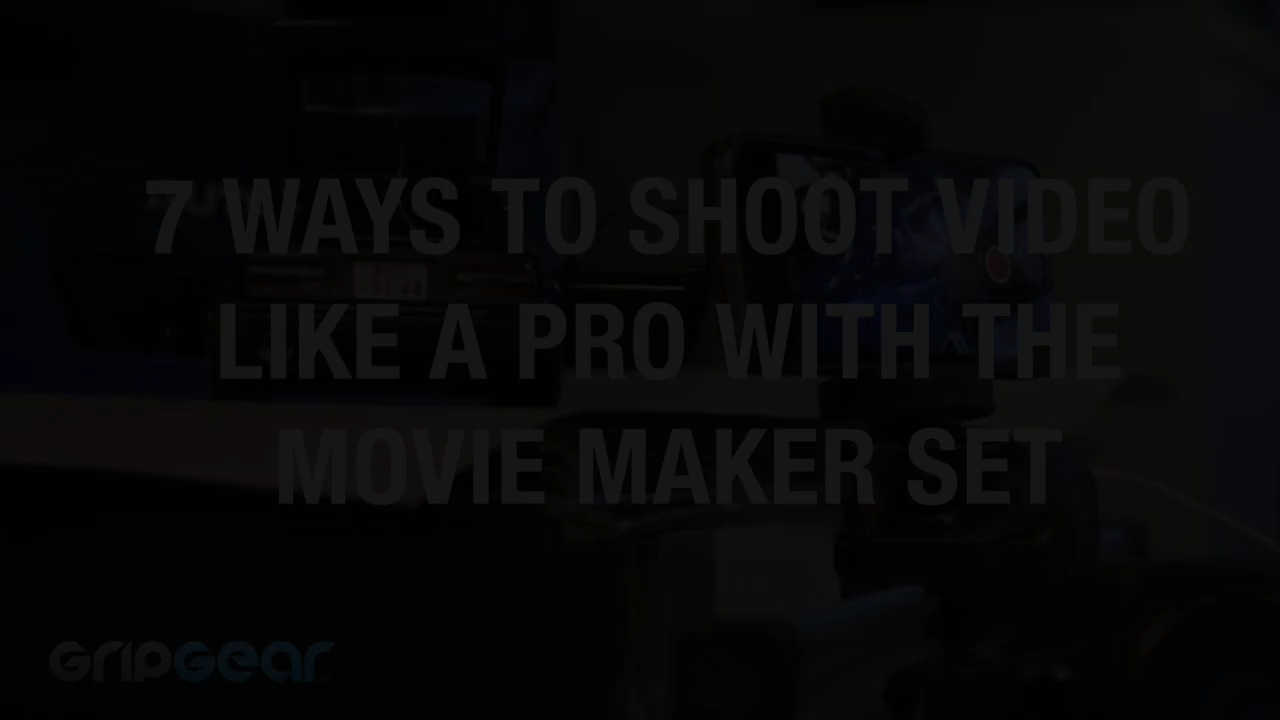 7 WAYS TO SHOOT VIDEO
LIKE A PRO WITH THE
MOVIE MAKER SET
GripGear